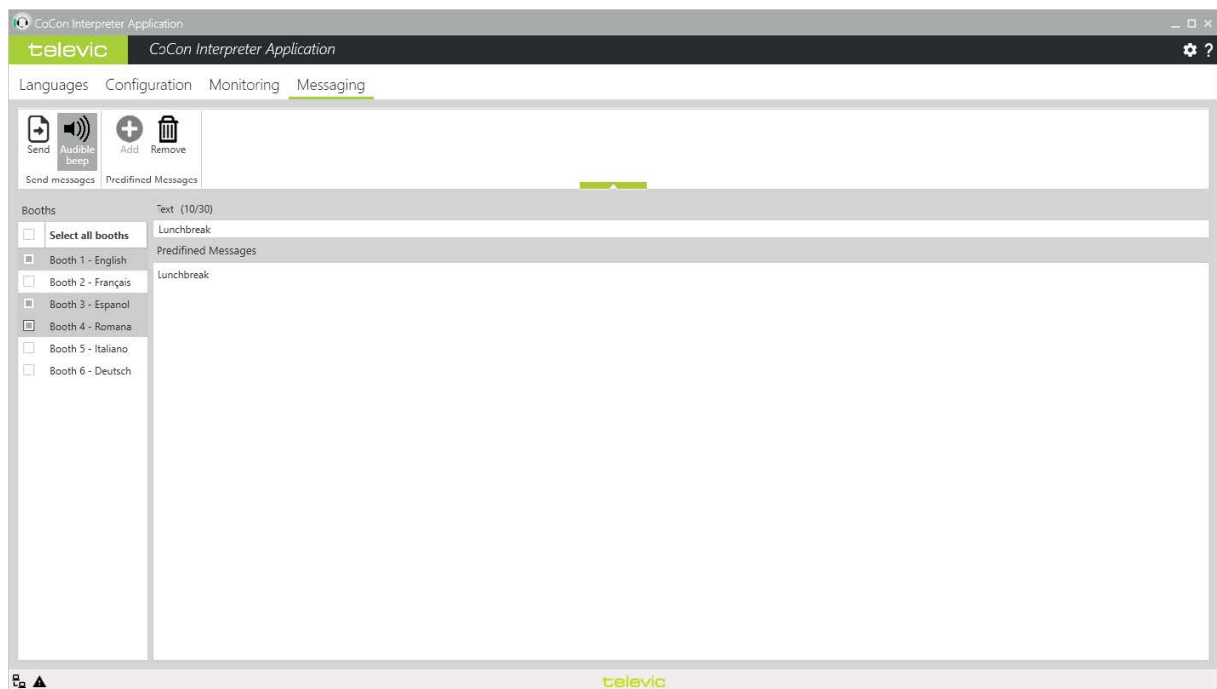 CoCon Interpreter Application
televic CoCon Interpreter Application ?
Languages Configuration Monitoring Messaging
Send Audible beep Add Remove
Send messages Predifined Messages
Booths Text (10/30)
Select all booths Lunchbreak
Predifined Messages
Booth 1 - English
Lunchbreak
Booth 2 - Français
Booth 3 - Espanol
Booth 4 - Romana
Booth 5 - Italiano
Booth 6 - Deutsch
televic